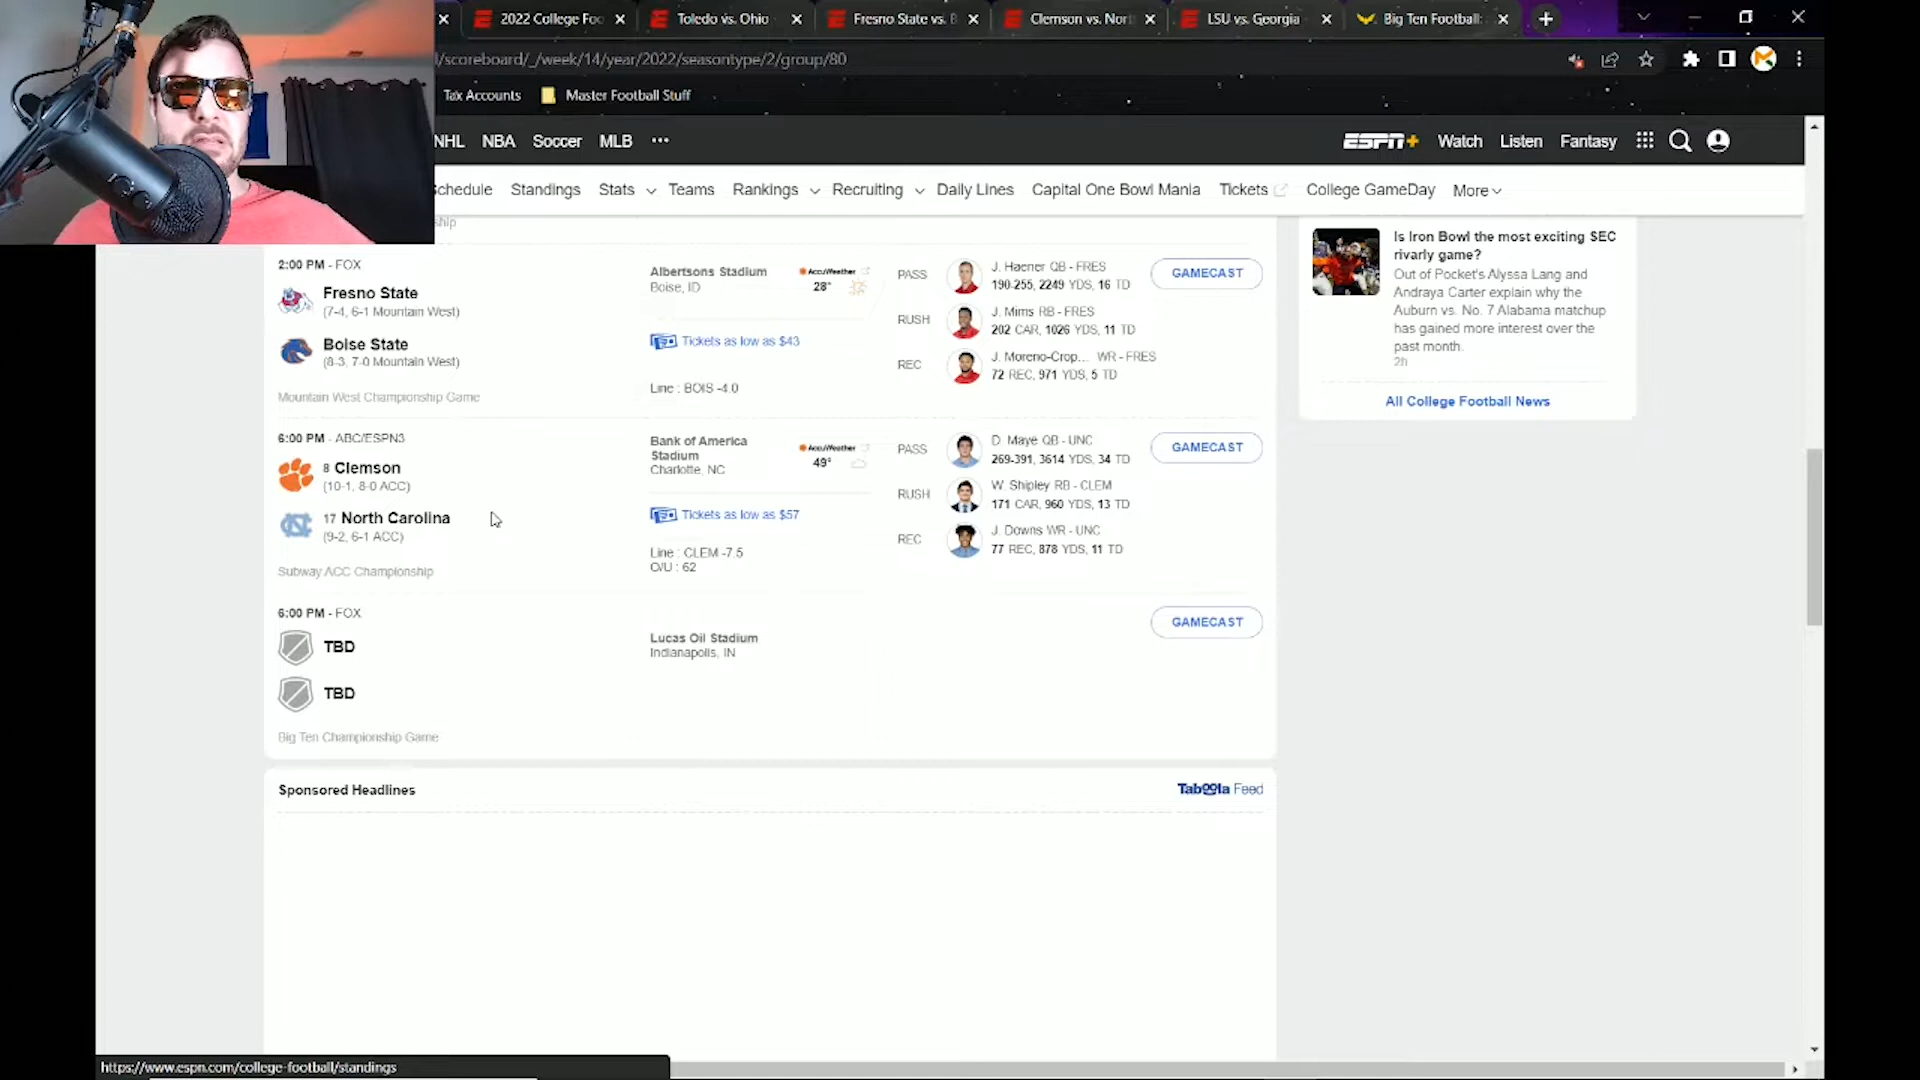 2022 College Foo
Toledo vs. Ohio
Fresno State vs. B
Clemson vs. Nort
LSU vs. Georgia
Big Ten Football:
l/scoreboard/_/week/14/year/2022/seasontype/2/group/80
Tax Accounts
Master Football Stuff
NHL
NBA
Soccer
MLB
ESPN+
Watch
Listen
Fantasy
Schedule
Standings
Stats
Teams
Rankings
Recruiting
Daily Lines
Capital One Bowl Mania
Tickets
College GameDay
More
ship
2:00 PM - FOX
Fresno State
(7-4, 6-1 Mountain West)
Boise State
(8-3, 7-0 Mountain West)
Mountain West Championship Game
Albertsons Stadium
Boise, ID
AccuWeather
28°
Tickets as low as $43
Line : BOIS -4.0
PASS
J. Haener QB - FRES
190-255, 2249 YDS, 16 TD
RUSH
J. Mims RB - FRES
202 CAR, 1026 YDS, 11 TD
REC
J. Moreno-Crop... WR - FRES
72 REC, 971 YDS, 5 TD
GAMECAST
6:00 PM - ABC/ESPN3
8 Clemson
(10-1, 8-0 ACC)
17 North Carolina
(9-2, 6-1 ACC)
Subway ACC Championship
Bank of America
Stadium
Charlotte, NC
AccuWeather
49°
Tickets as low as $57
Line : CLEM -7.5
O/U : 62
PASS
D. Maye QB - UNC
269-391, 3614 YDS, 34 TD
RUSH
W. Shipley RB - CLEM
171 CAR, 960 YDS, 13 TD
REC
J. Downs WR - UNC
77 REC, 878 YDS, 11 TD
GAMECAST
6:00 PM - FOX
TBD
TBD
Big Ten Championship Game
Lucas Oil Stadium
Indianapolis, IN
GAMECAST
Is Iron Bowl the most exciting SEC
rivarly game?
Out of Pocket's Alyssa Lang and
Andraya Carter explain why the
Auburn vs. No. 7 Alabama matchup
has gained more interest over the
past month.
2h
All College Football News
Sponsored Headlines
Taboola Feed
https://www.espn.com/college-football/standings